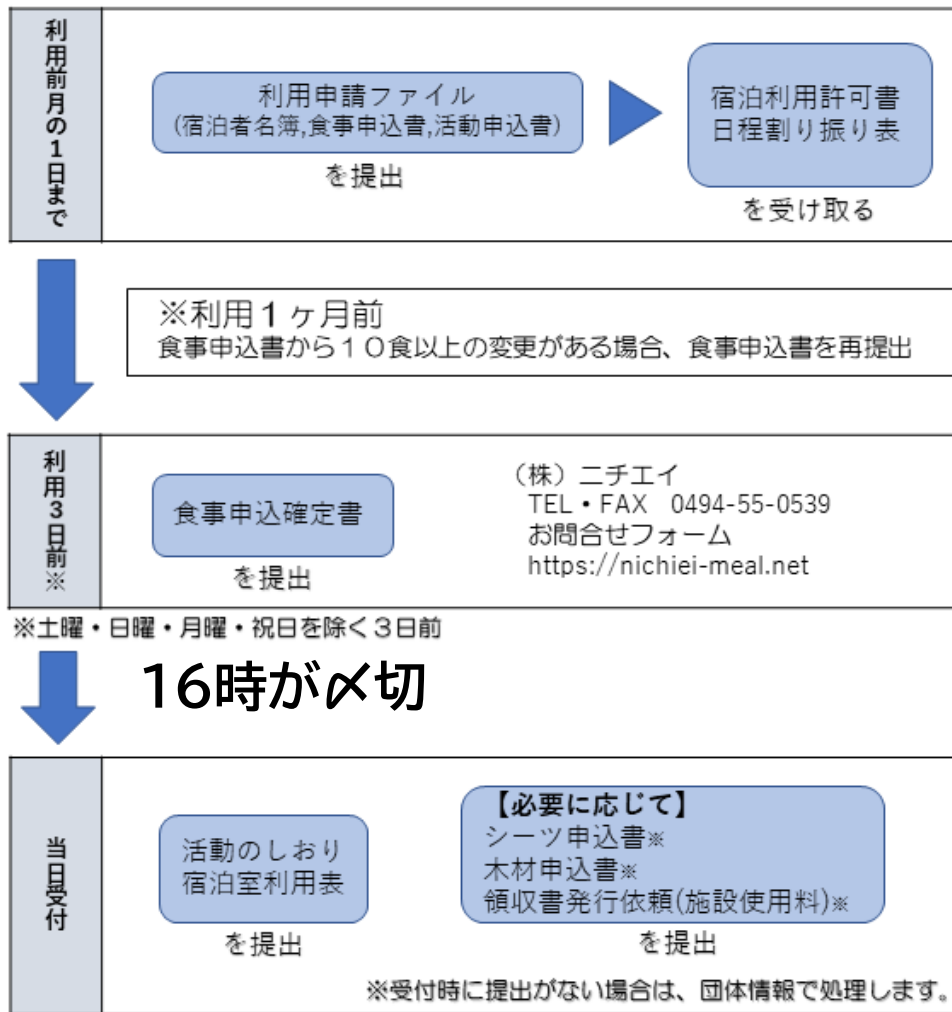 利用前月の1日まで
利用申請ファイル
(宿泊者名簿,食事申込書,活動申込書)
を提出
宿泊利用許可書
日程割り振り表
を受け取る
※利用１ヶ月前
食事申込書から１０食以上の変更がある場合、食事申込書を再提出
利用3日前※
食事申込確定書
を提出
（株）ニチエイ
TEL・FAX　0494-55-0539
お問合せフォーム
https://nichiei-meal.net
※土曜・日曜・月曜・祝日を除く３日前
16時が〆切
当日受付
活動のしおり
宿泊室利用表
を提出
【必要に応じて】
シーツ申込書※
木材申込書※
領収書発行依頼(施設使用料)※
を提出
※受付時に提出がない場合は、団体情報で処理します。